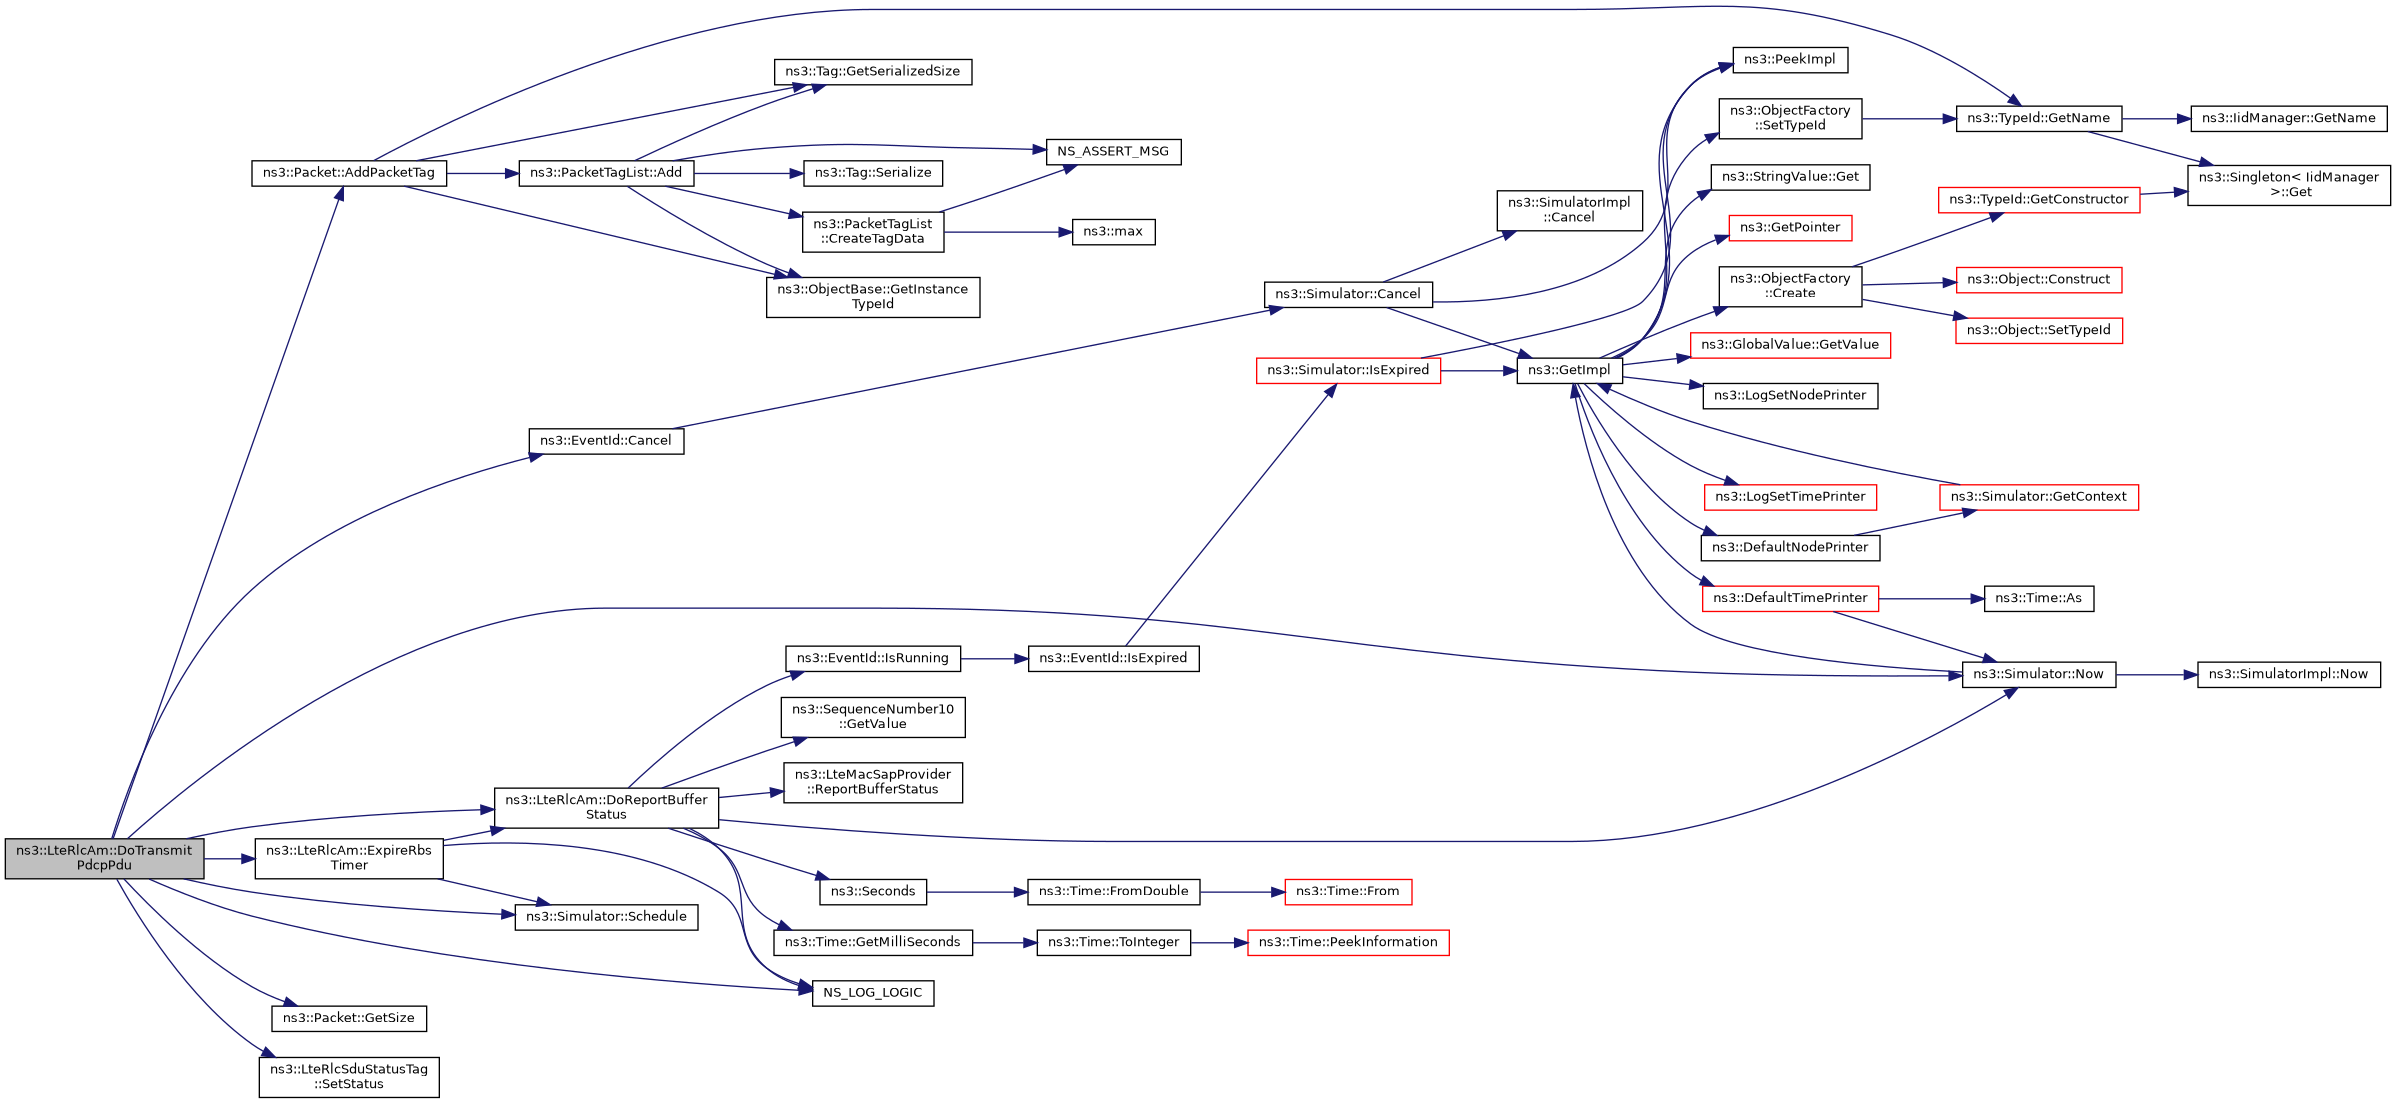 ns3::PeekImpl
ns3::Tag::GetSerializedSize
ns3::ObjectFactory
::SetTypeId
ns3::TypeId::GetName
ns3::IidManager::GetName
NS_ASSERT_MSG
ns3::Packet::AddPacketTag
ns3::PacketTagList::Add
ns3::Tag::Serialize
ns3::StringValue::Get
ns3::Singleton< IidManager
>::Get
ns3::TypeId::GetConstructor
ns3::SimulatorImpl
::Cancel
ns3::PacketTagList
::CreateTagData
ns3::max
ns3::GetPointer
ns3::ObjectBase::GetInstance
TypeId
ns3::Simulator::Cancel
ns3::ObjectFactory
::Create
ns3::Object::Construct
ns3::Object::SetTypeId
ns3::GlobalValue::GetValue
ns3::Simulator::IsExpired
ns3::GetImpl
ns3::LogSetNodePrinter
ns3::EventId::Cancel
ns3::LogSetTimePrinter
ns3::Simulator::GetContext
ns3::DefaultNodePrinter
ns3::DefaultTimePrinter
ns3::Time::As
ns3::EventId::IsRunning
ns3::EventId::IsExpired
ns3::Simulator::Now
ns3::SimulatorImpl::Now
ns3::SequenceNumber10
::GetValue
ns3::LteMacSapProvider
::ReportBufferStatus
ns3::LteRlcAm::DoReportBuffer
Status
ns3::LteRlcAm::DoTransmit
PdcpPdu
ns3::LteRlcAm::ExpireRbs
Timer
ns3::Seconds
ns3::Time::FromDouble
ns3::Time::From
ns3::Simulator::Schedule
ns3::Time::GetMilliSeconds
ns3::Time::ToInteger
ns3::Time::PeekInformation
NS_LOG_LOGIC
ns3::Packet::GetSize
ns3::LteRlcSduStatusTag
::SetStatus